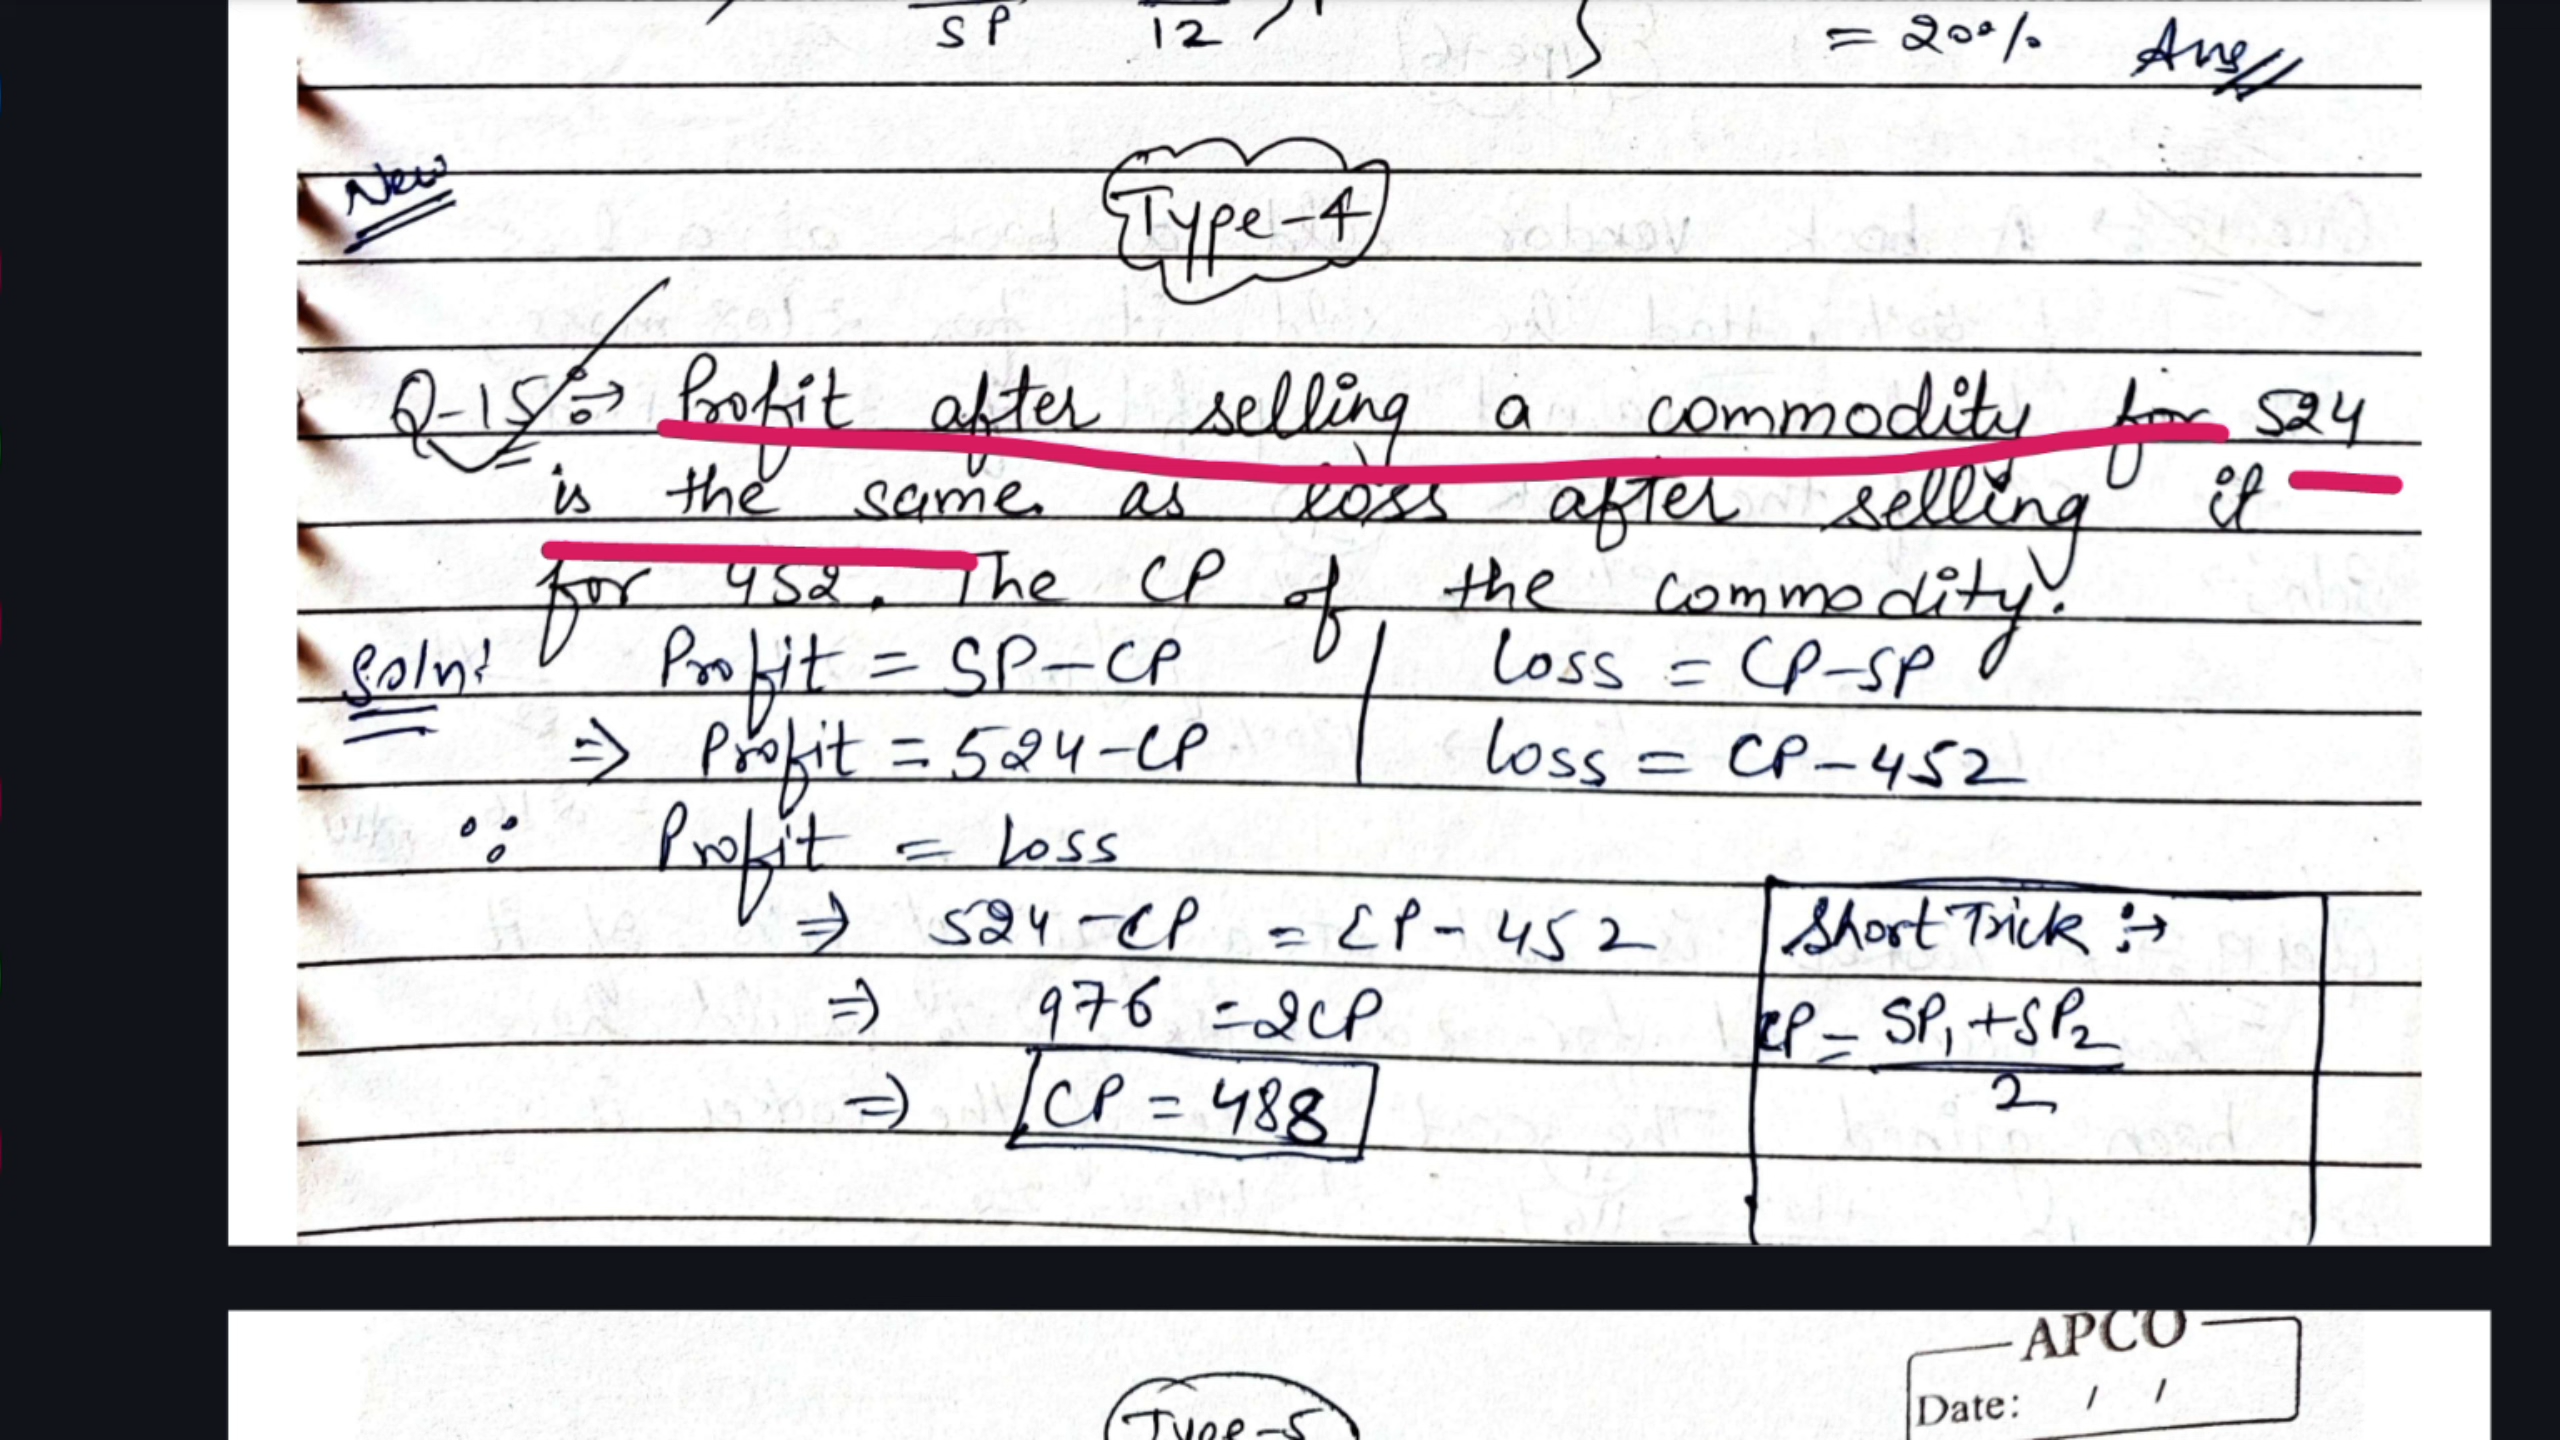 SP 12 = 20% Ans
New
Type-4
Q-15 :→ Profit after selling a commodity for 524
is the same as loss after selling it
for 452. The CP of the commodity.
Soln: Profit = SP-CP | loss = CP-SP
⇒ Profit = 524-CP | loss = CP-452
∵ Profit = Loss
⇒ 524-CP = CP-452
⇒ 976 = 2CP
⇒ CP = 488
Short Trick :→
CP = SP₁+SP₂
2
APCO
Date: / /
Type-5